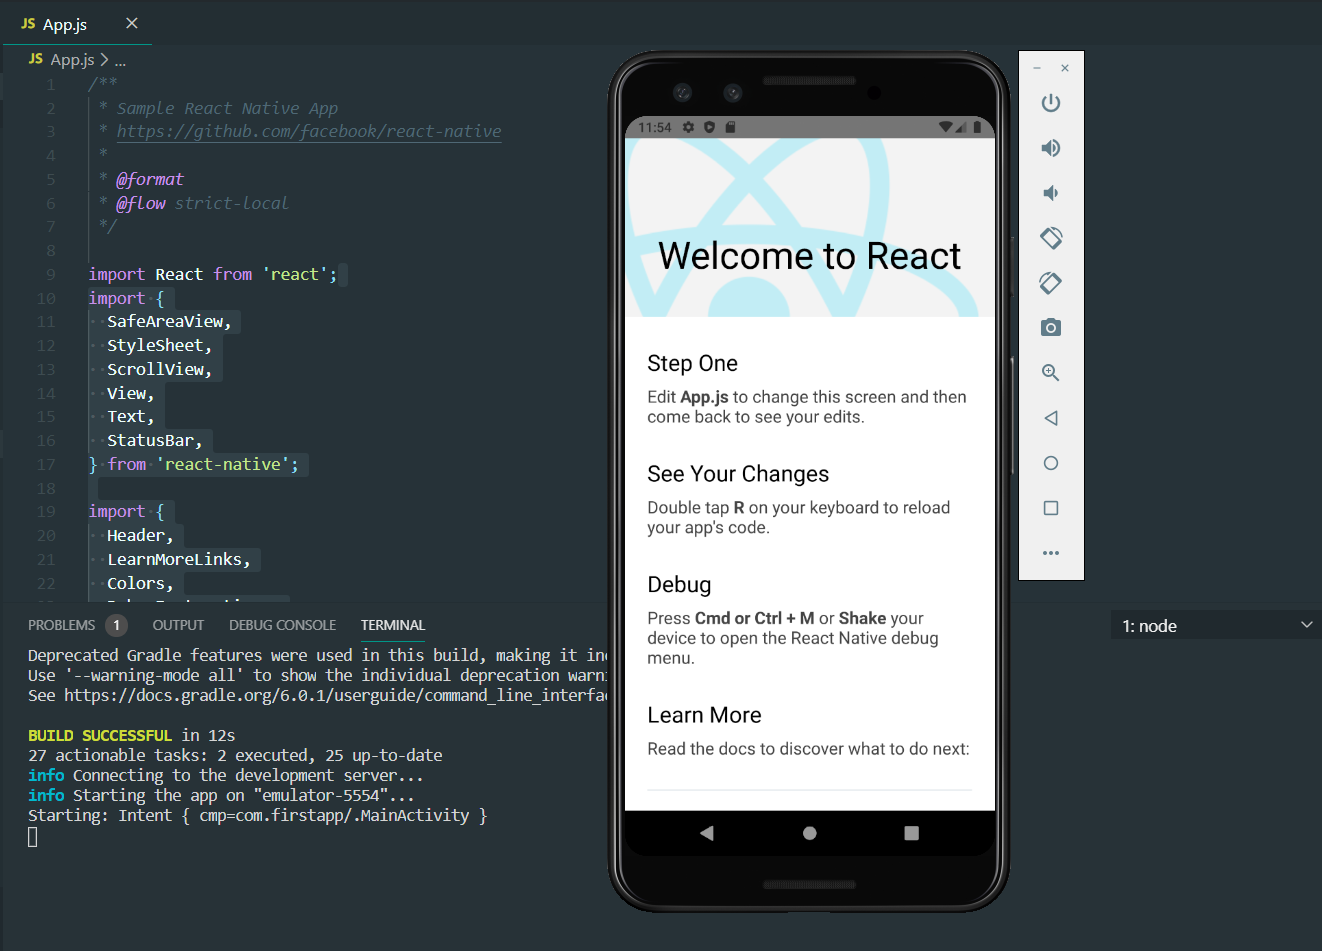 JS App.js
JS App.js > ...
1 /**
2 * Sample React Native App
3 * https://github.com/facebook/react-native
4 *
5 * @format
6 * @flow strict-local
7 */
8
9 import React from 'react';
10 import {
11 SafeAreaView,
12 StyleSheet,
13 ScrollView,
14 View,
15 Text,
16 StatusBar,
17 } from 'react-native';
18
19 import {
20 Header,
21 LearnMoreLinks,
22 Colors,
PROBLEMS 1 OUTPUT DEBUG CONSOLE TERMINAL
1: node
Deprecated Gradle features were used in this build, making it in
Use '--warning-mode all' to show the individual deprecation warn
See https://docs.gradle.org/6.0.1/userguide/command_line_interfa
BUILD SUCCESSFUL in 12s
27 actionable tasks: 2 executed, 25 up-to-date
info Connecting to the development server...
info Starting the app on "emulator-5554"...
Starting: Intent { cmp=com.firstapp/.MainActivity }
11:54
Welcome to React
Step One
Edit App.js to change this screen and then
come back to see your edits.
See Your Changes
Double tap R on your keyboard to reload
your app's code.
Debug
Press Cmd or Ctrl + M or Shake your
device to open the React Native debug
menu.
Learn More
Read the docs to discover what to do next: